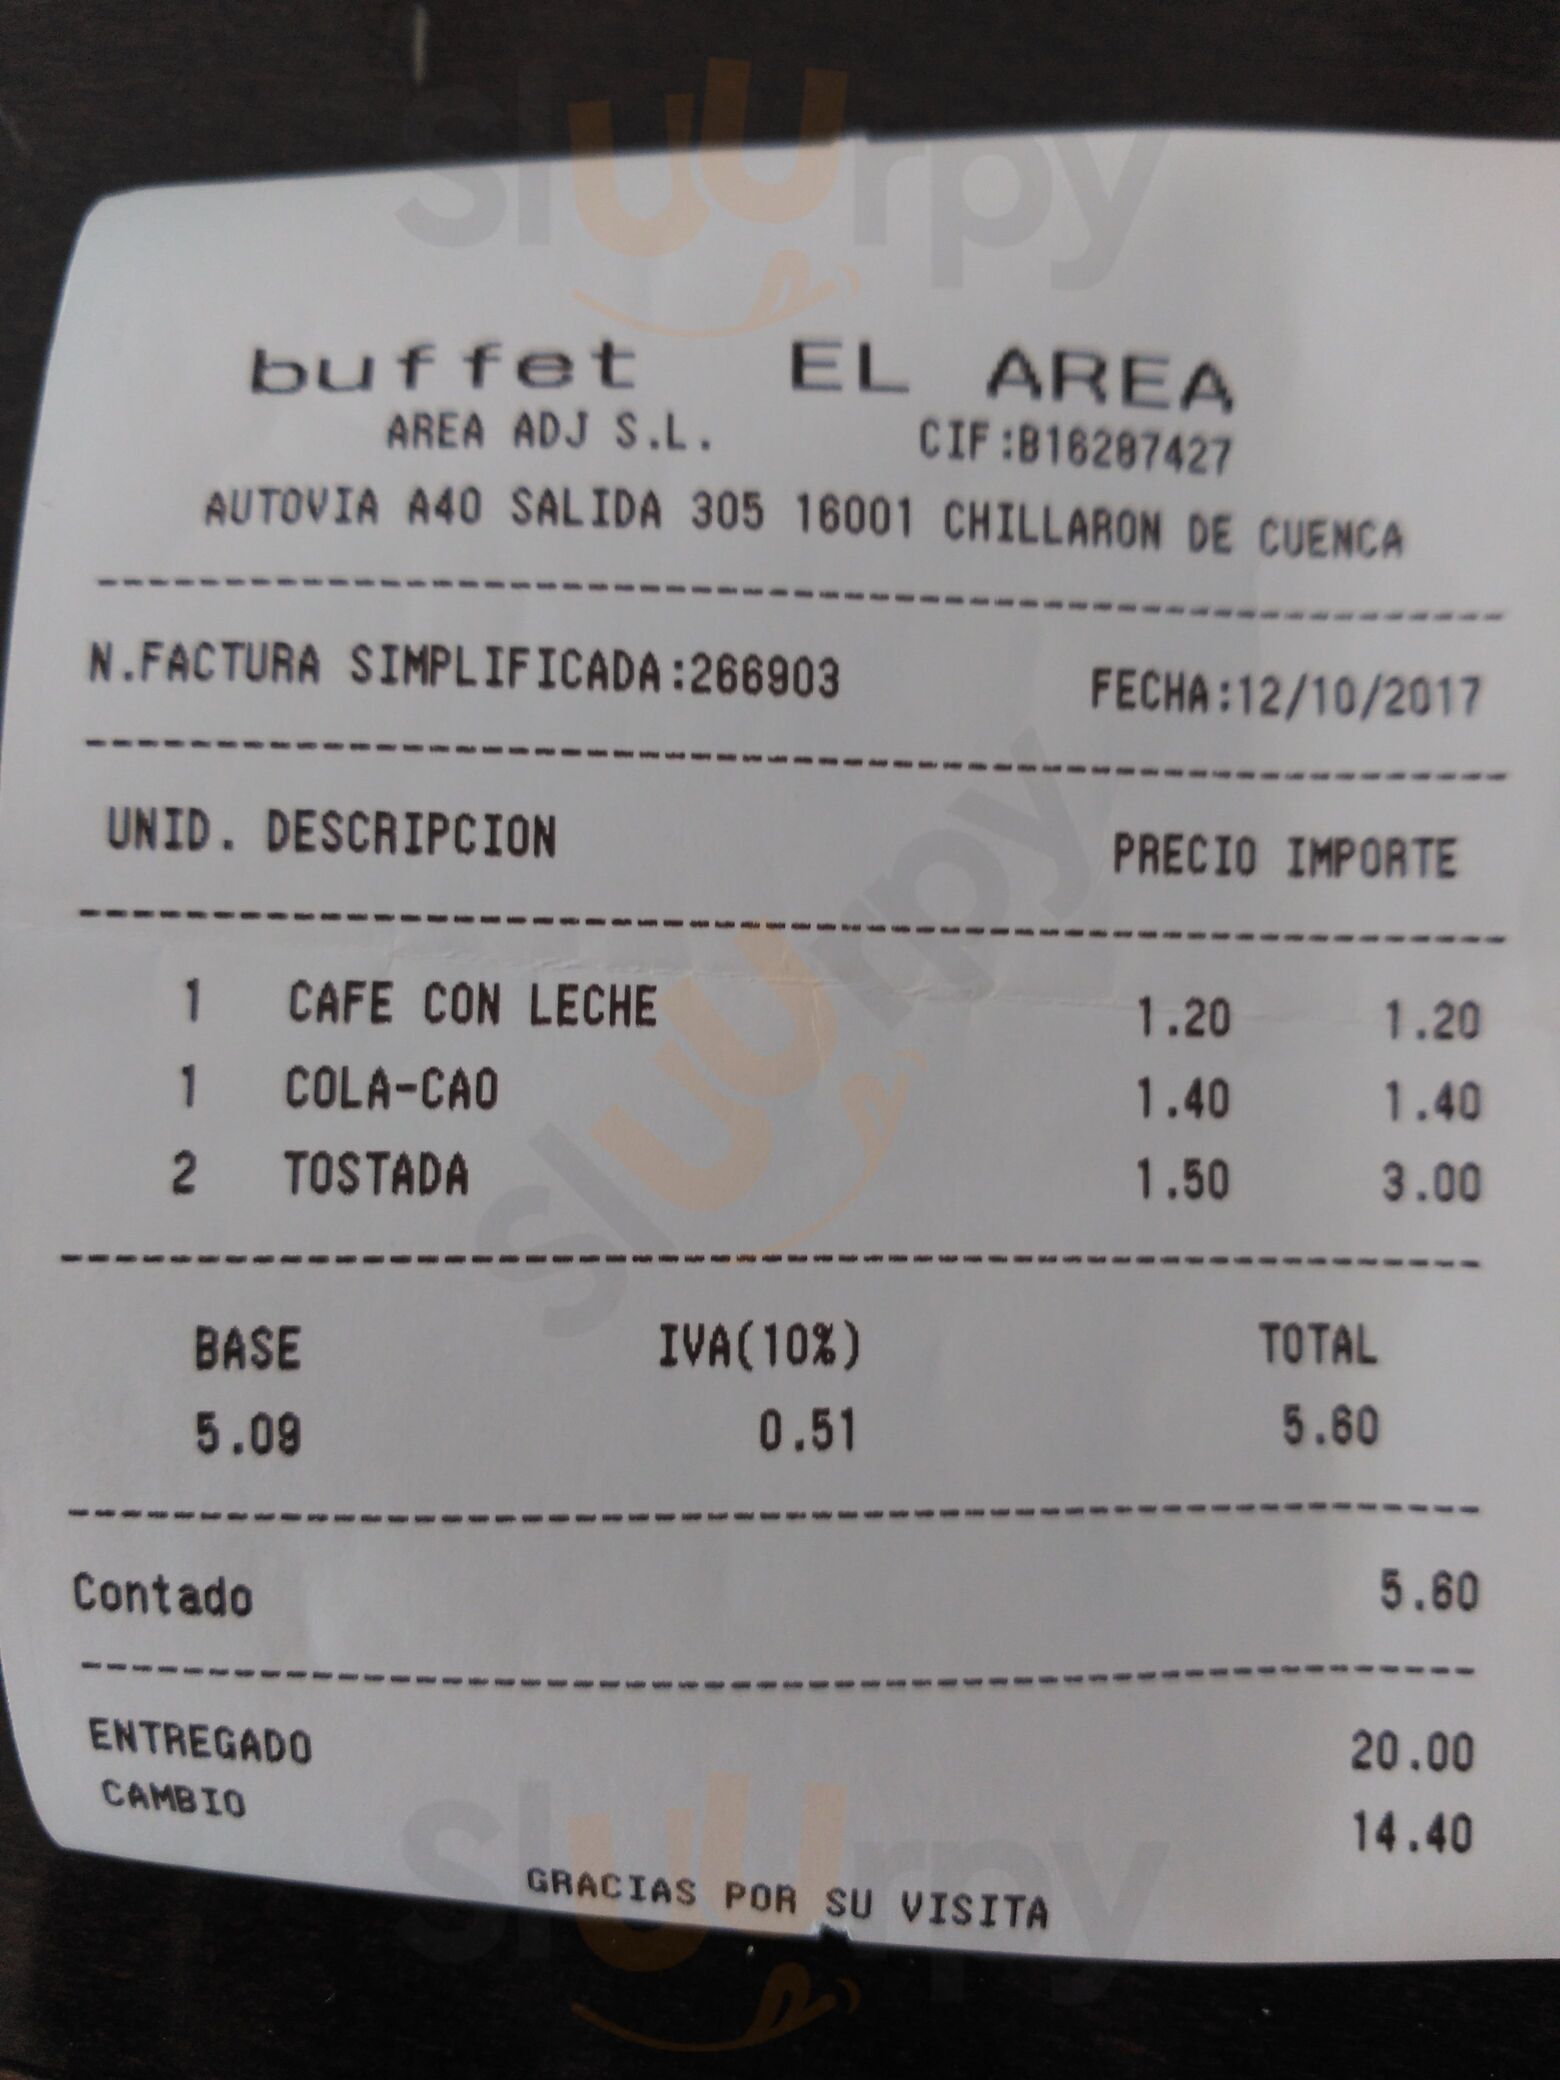 sluurpy
buffet EL AREA
AREA ADJ S.L. CIF:B16287427
AUTOVIA A40 SALIDA 305 16001 CHILLARON DE CUENCA
N.FACTURA SIMPLIFICADA:266903 FECHA:12/10/2017
UNID. DESCRIPCION PRECIO IMPORTE
1 CAFE CON LECHE 1.20 1.20
1 COLA-CAO 1.40 1.40
2 TOSTADA 1.50 3.00
sluurpy
BASE IVA(10%) TOTAL
5.09 0.51 5.60
Contado 5.60
ENTREGADO 20.00
CAMBIO 14.40
GRACIAS POR SU VISITA
sluurpy